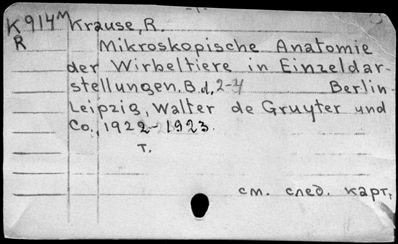 K914M Krause, R.
R Mikroskopische Anatomie
der Wirbeltiere in Einzeldar-
stellungen. B.d. 2-4 Berlin-
Leipzig, Walter de Gruyter und
Co., 1922-1923.
т.
см. след. карт.